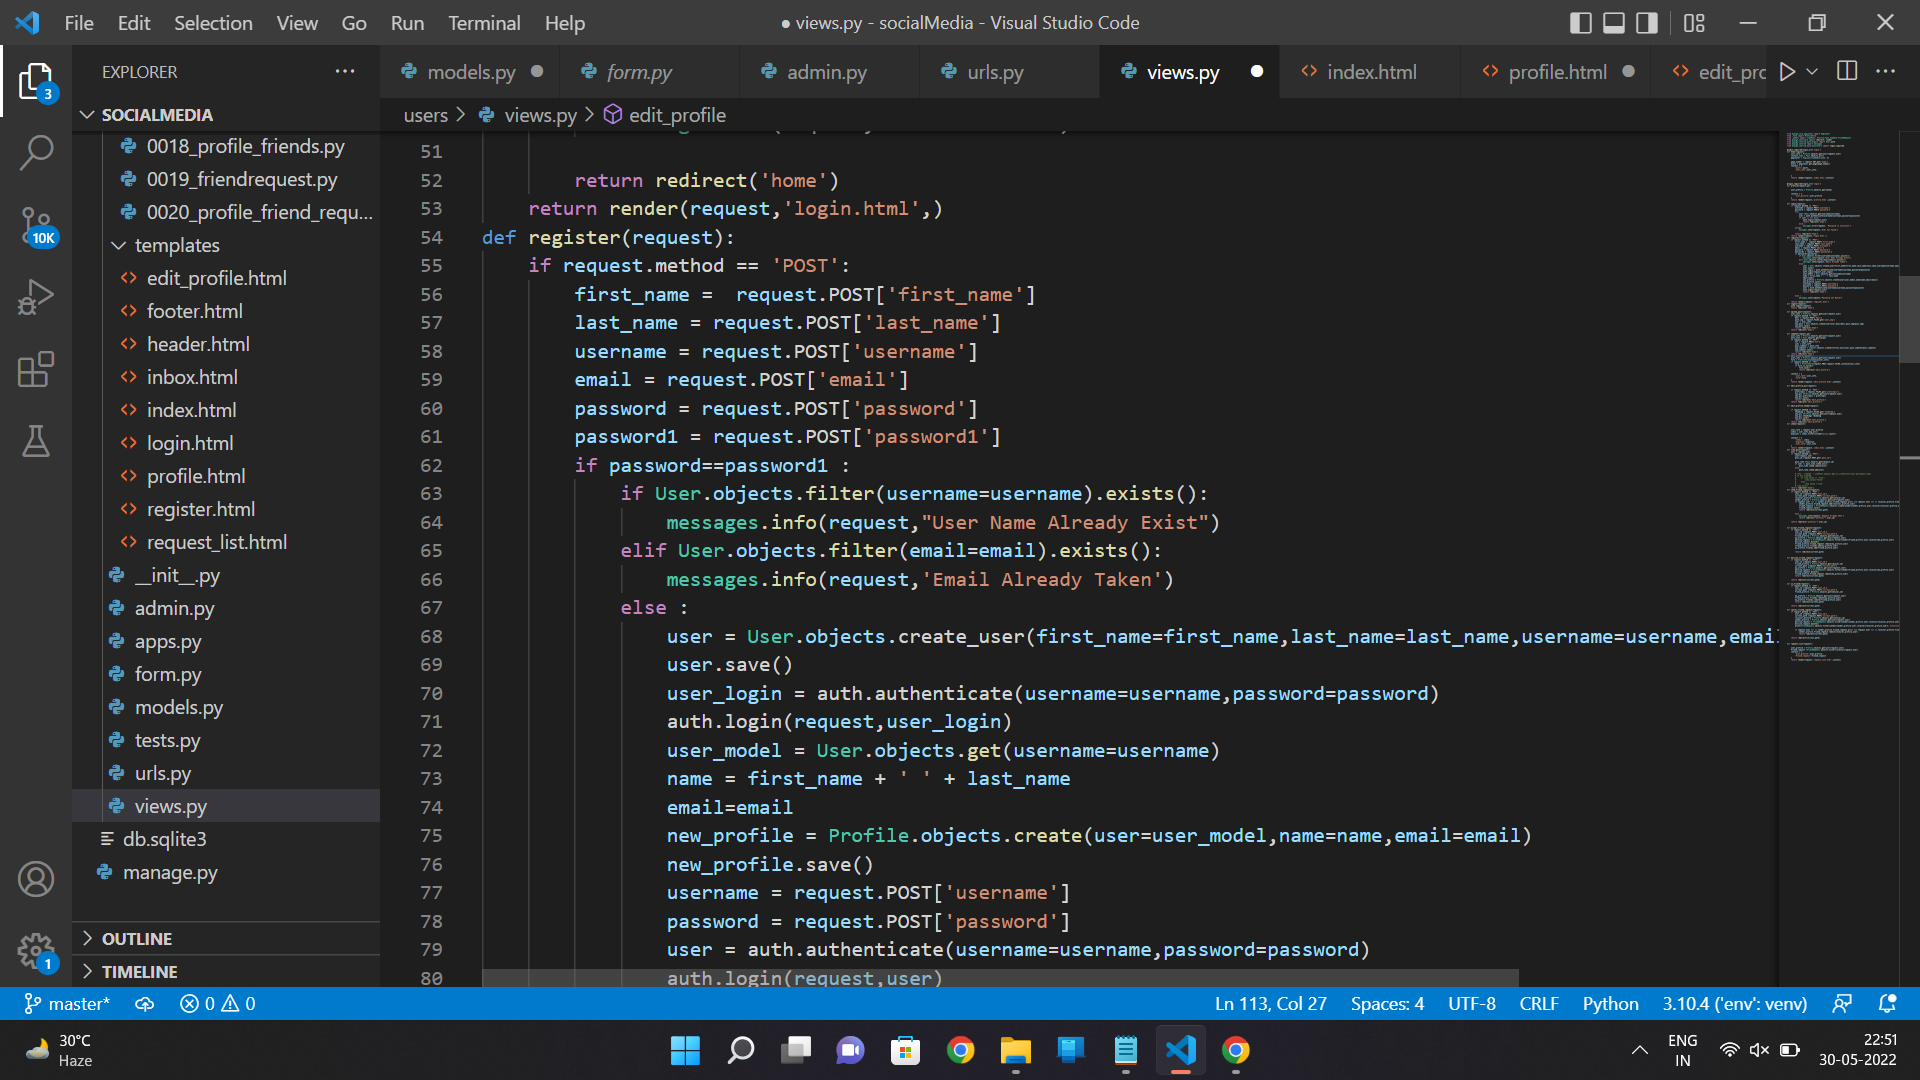 File Edit Selection View Go Run Terminal Help
● views.py - socialMedia - Visual Studio Code
EXPLORER
models.py form.py admin.py urls.py views.py index.html profile.html
SOCIALMEDIA
users > views.py > edit_profile
0018_profile_friends.py
0019_friendrequest.py
0020_profile_friend_requ...
templates
edit_profile.html
footer.html
header.html
inbox.html
index.html
login.html
profile.html
register.html
request_list.html
__init__.py
admin.py
apps.py
form.py
models.py
tests.py
urls.py
views.py
db.sqlite3
manage.py
OUTLINE
TIMELINE
3
10K
1
51
52 return redirect('home')
53 return render(request,'login.html',)
54 def register(request):
55 if request.method == 'POST':
56 first_name =  request.POST['first_name']
57 last_name = request.POST['last_name']
58 username = request.POST['username']
59 email = request.POST['email']
60 password = request.POST['password']
61 password1 = request.POST['password1']
62 if password==password1 :
63 if User.objects.filter(username=username).exists():
64 messages.info(request,"User Name Already Exist")
65 elif User.objects.filter(email=email).exists():
66 messages.info(request,'Email Already Taken')
67 else :
68 user = User.objects.create_user(first_name=first_name,last_name=last_name,username=username,email
69 user.save()
70 user_login = auth.authenticate(username=username,password=password)
71 auth.login(request,user_login)
72 user_model = User.objects.get(username=username)
73 name = first_name + ' ' + last_name
74 email=email
75 new_profile = Profile.objects.create(user=user_model,name=name,email=email)
76 new_profile.save()
77 username = request.POST['username']
78 password = request.POST['password']
79 user = auth.authenticate(username=username,password=password)
80 auth.login(request,user)
master* 0 0 Ln 113, Col 27 Spaces: 4 UTF-8 CRLF Python 3.10.4 ('env': venv)
30°C
Haze
ENG
IN
22:51
30-05-2022